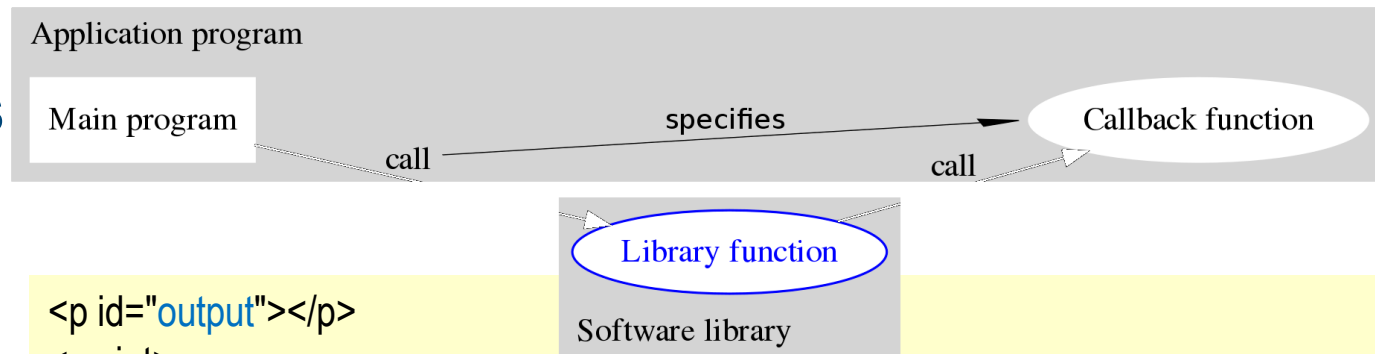 Application program
Main program
specifies
Callback function
call
call
Library function
<p id="output"></p>
Software library